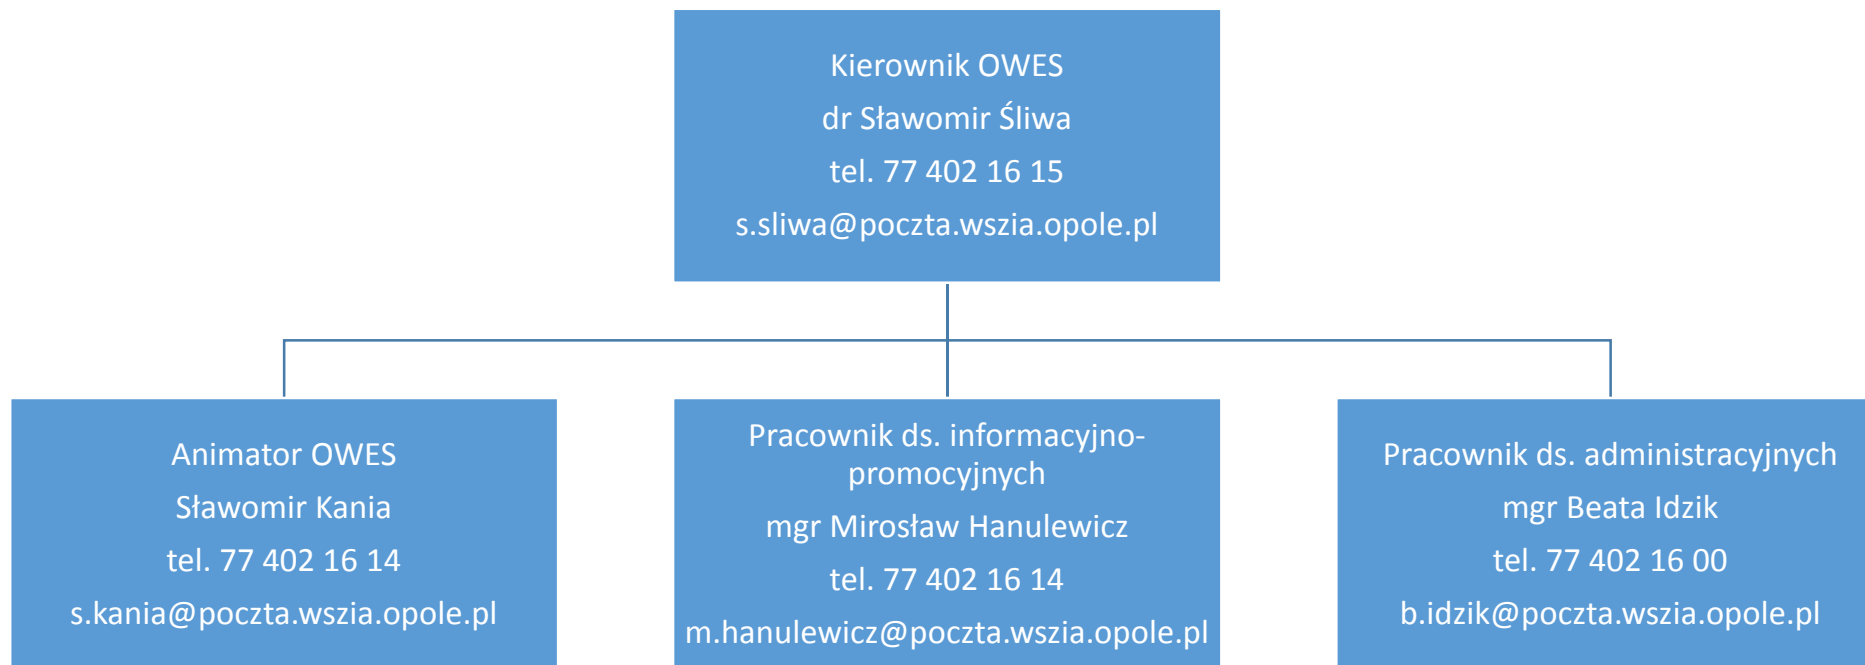 Kierownik OWES
dr Sławomir Śliwa
tel. 77 402 16 15
s.sliwa@poczta.wszia.opole.pl
Animator OWES
Sławomir Kania
tel. 77 402 16 14
s.kania@poczta.wszia.opole.pl
Pracownik ds. informacyjno-
promocyjnych
mgr Mirosław Hanulewicz
tel. 77 402 16 14
m.hanulewicz@poczta.wszia.opole.pl
Pracownik ds. administracyjnych
mgr Beata Idzik
tel. 77 402 16 00
b.idzik@poczta.wszia.opole.pl